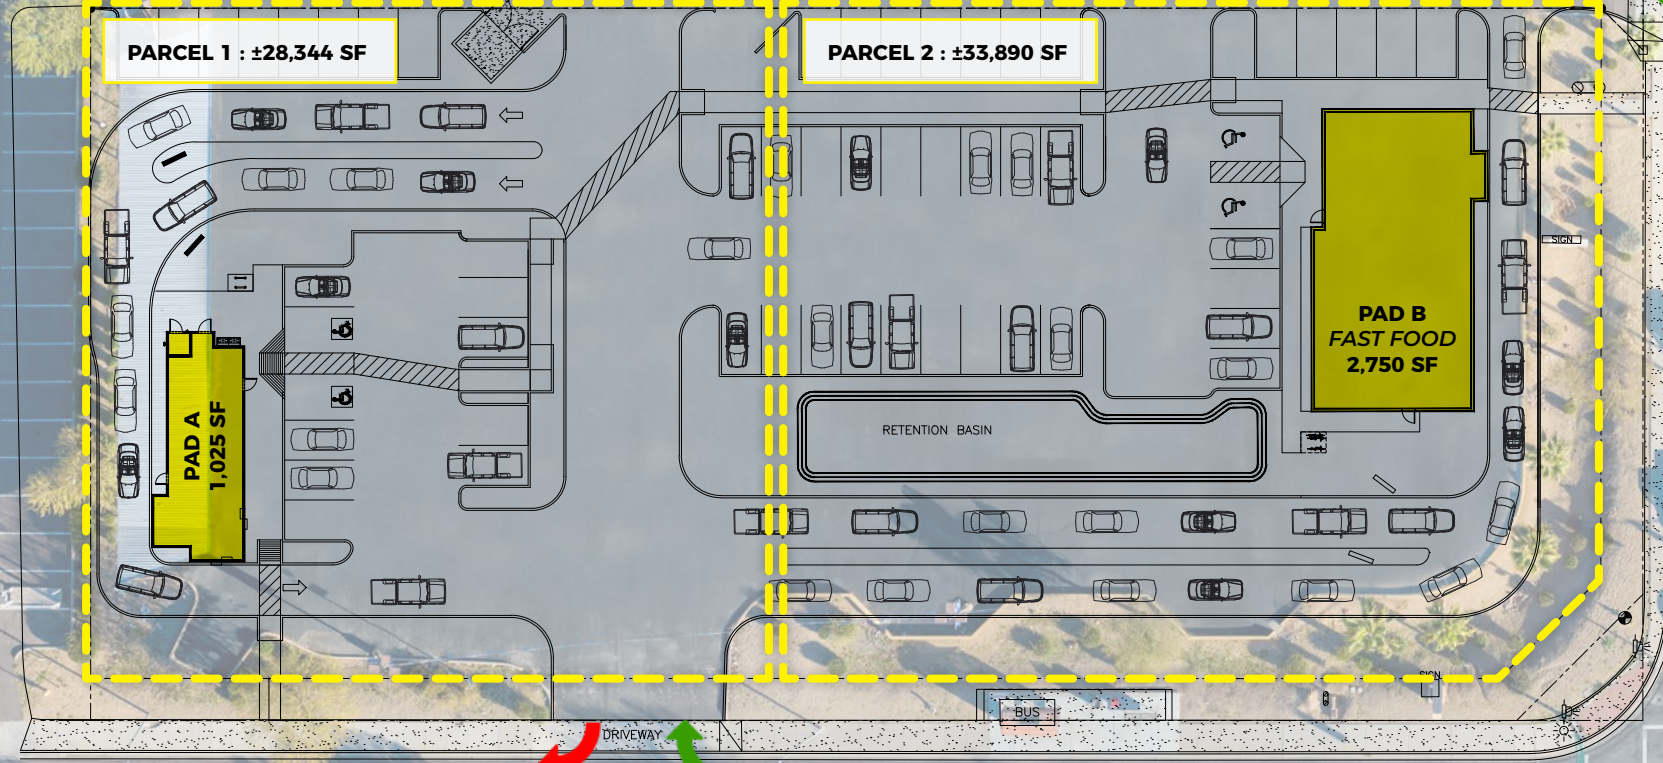 PARCEL 1 : ±28,344 SF
PARCEL 2 : ±33,890 SF
SIGN
PAD B
FAST FOOD
2,750 SF
PAD A
1,025 SF
RETENTION BASIN
SIGN
BUS
DRIVEWAY